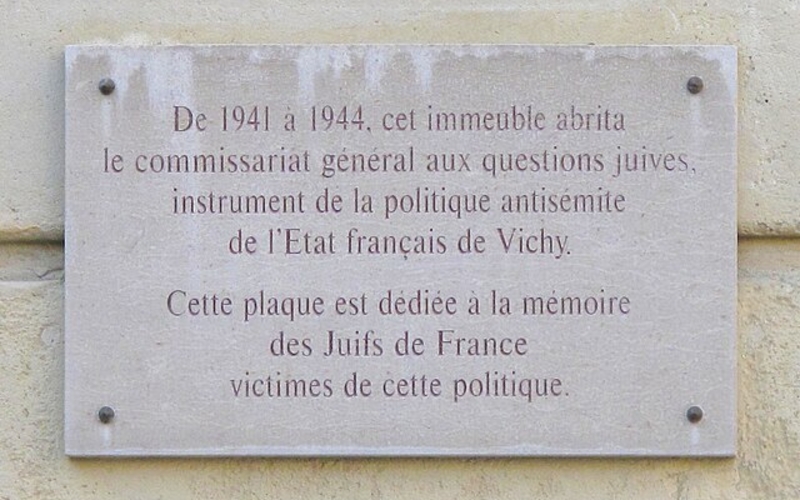 De 1941 à 1944, cet immeuble abrita
le commissariat général aux questions juives,
instrument de la politique antisémite
de l'Etat français de Vichy.
Cette plaque est dédiée à la mémoire
des Juifs de France
victimes de cette politique.